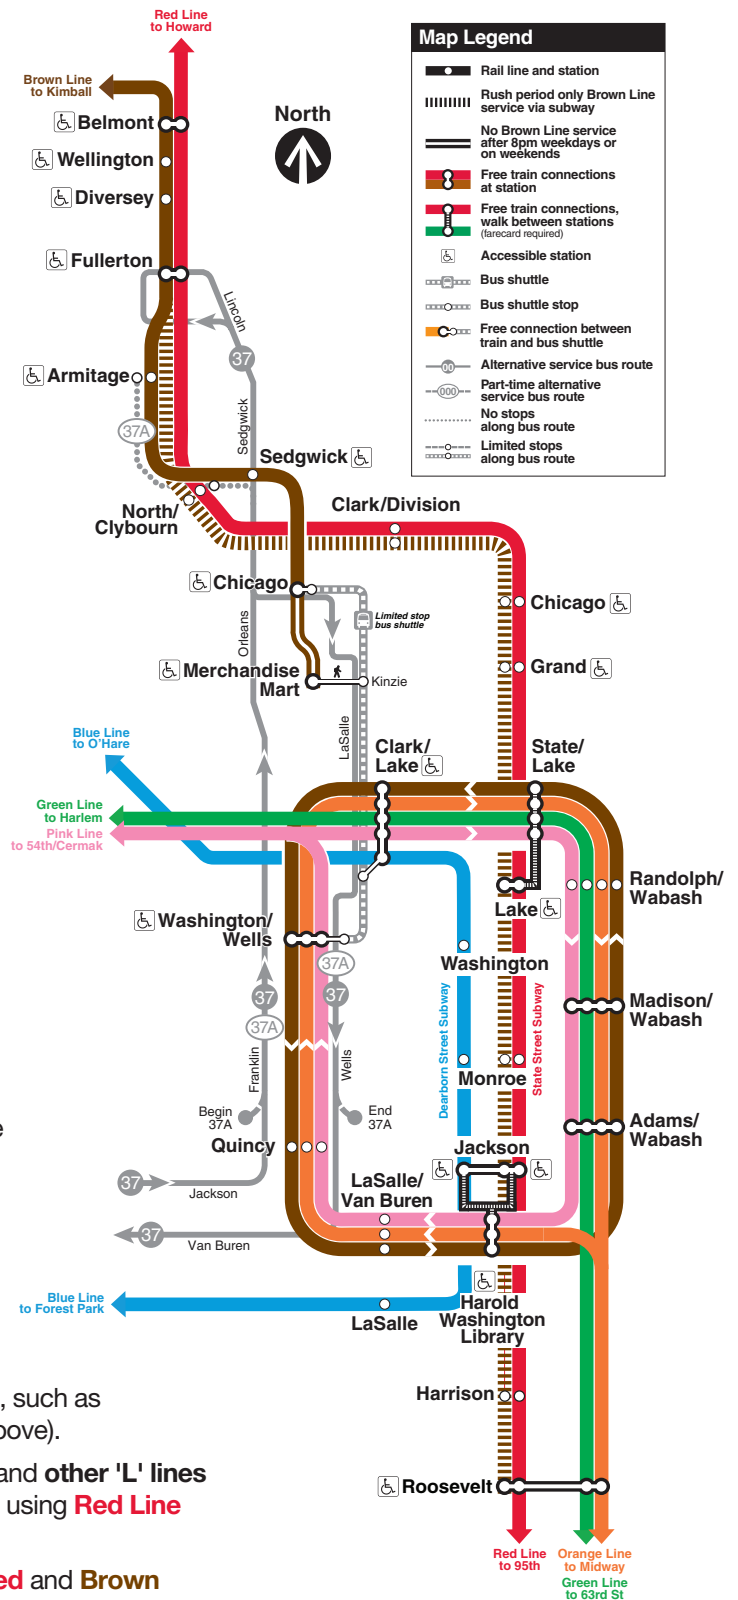 Red Line
to Howard
Brown Line
to Kimball
Belmont
Wellington
Diversey
Fullerton
North
Map Legend
Rail line and station
Rush period only Brown Line
service via subway
No Brown Line service
after 8pm weekdays or
on weekends
Free train connections
at station
Free train connections,
walk between stations
(farecard required)
Accessible station
Bus shuttle
Bus shuttle stop
Free connection between
train and bus shuttle
00
Alternative service bus route
000
Part-time alternative
service bus route
No stops
along bus route
Limited stops
along bus route
Lincoln
37
Armitage
37A
Sedgwick
Sedgwick
North/
Clybourn
Clark/Division
Chicago
Limited stop
bus shuttle
Chicago
Orleans
Merchandise
Mart
Kinzie
Grand
LaSalle
Blue Line
to O'Hare
Clark/
Lake
State/
Lake
Green Line
to Harlem
Pink Line
to 54th/Cermak
Randolph/
Wabash
Lake
Washington/
Wells
37A
37
Washington
37
37A
Madison/
Wabash
Dearborn Street Subway
State Street Subway
Franklin
Wells
Monroe
Begin
37A
End
37A
Adams/
Wabash
e
Quincy
Jackson
37
Jackson
LaSalle/
Van Buren
37
Van Buren
Blue Line
to Forest Park
LaSalle
Harold
Washington
Library
, such as
pove).
and other 'L' lines
using Red Line
ed and Brown
Harrison
Roosevelt
Red Line
to 95th
Orange Line
to Midway
Green Line
to 63rd St